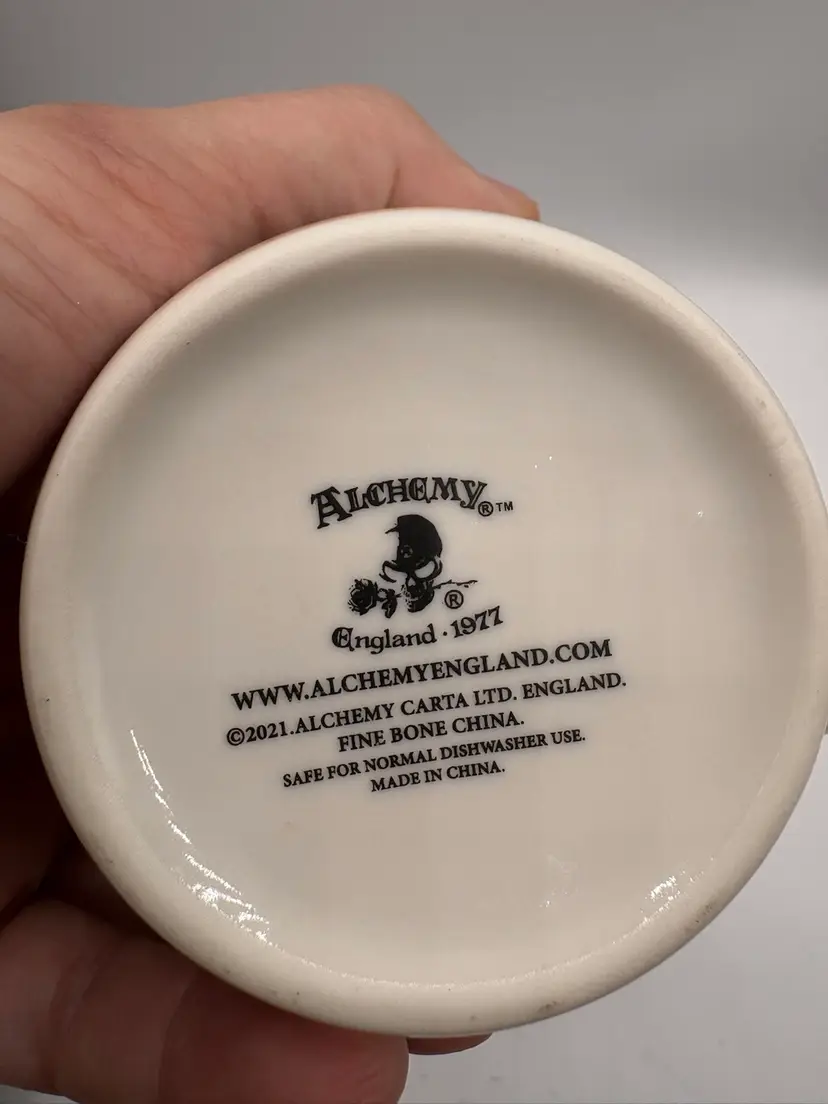 ALCHEMY®™
®
England · 1977
WWW.ALCHEMYENGLAND.COM
©2021.ALCHEMY CARTA LTD. ENGLAND.
FINE BONE CHINA.
SAFE FOR NORMAL DISHWASHER USE.
MADE IN CHINA.